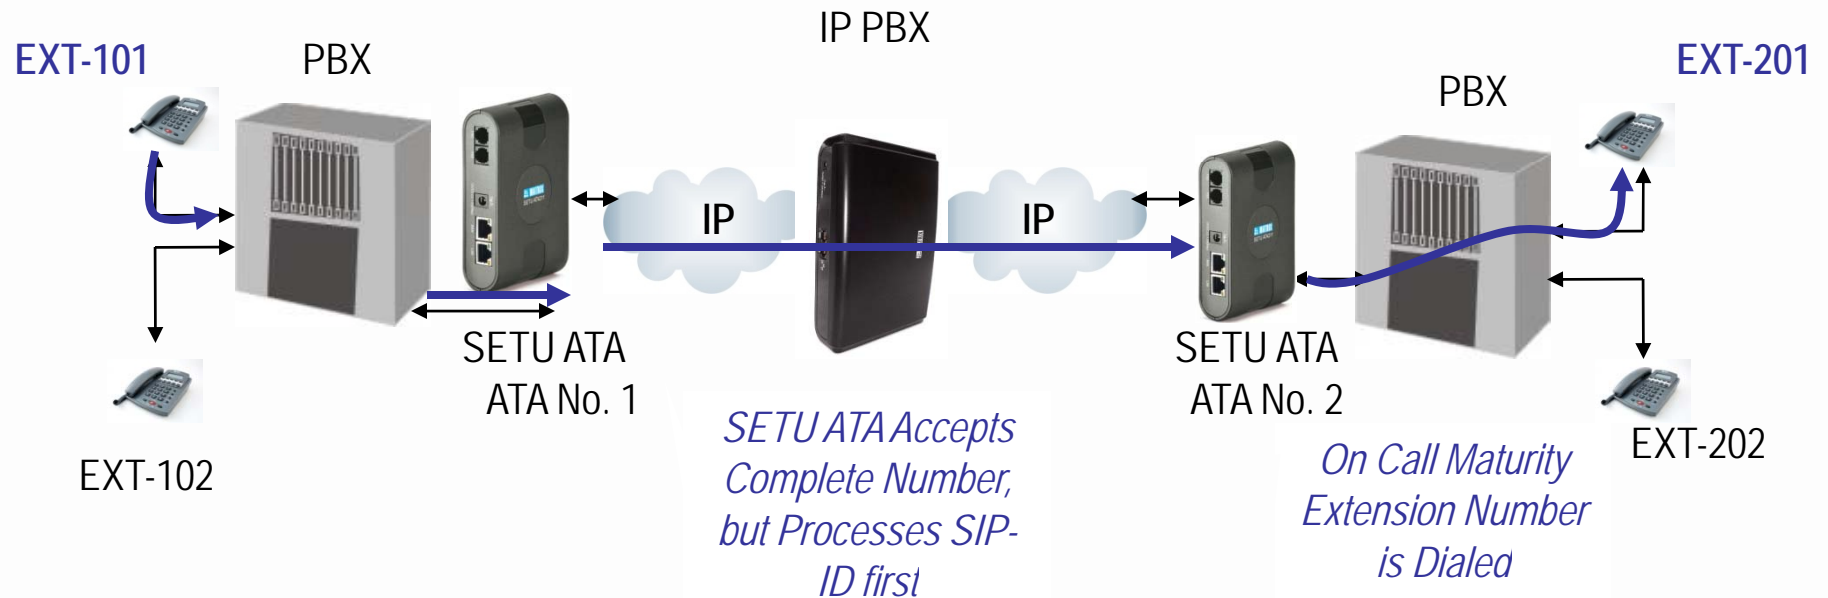 IP PBX
EXT-101
PBX
EXT-201
PBX
IP
IP
SETU ATA
ATA No. 1
SETU ATA
ATA No. 2
EXT-102
EXT-202
SETU ATA Accepts
Complete Number,
but Processes SIP-
ID first
On Call Maturity
Extension Number
is Dialed
MATRIX